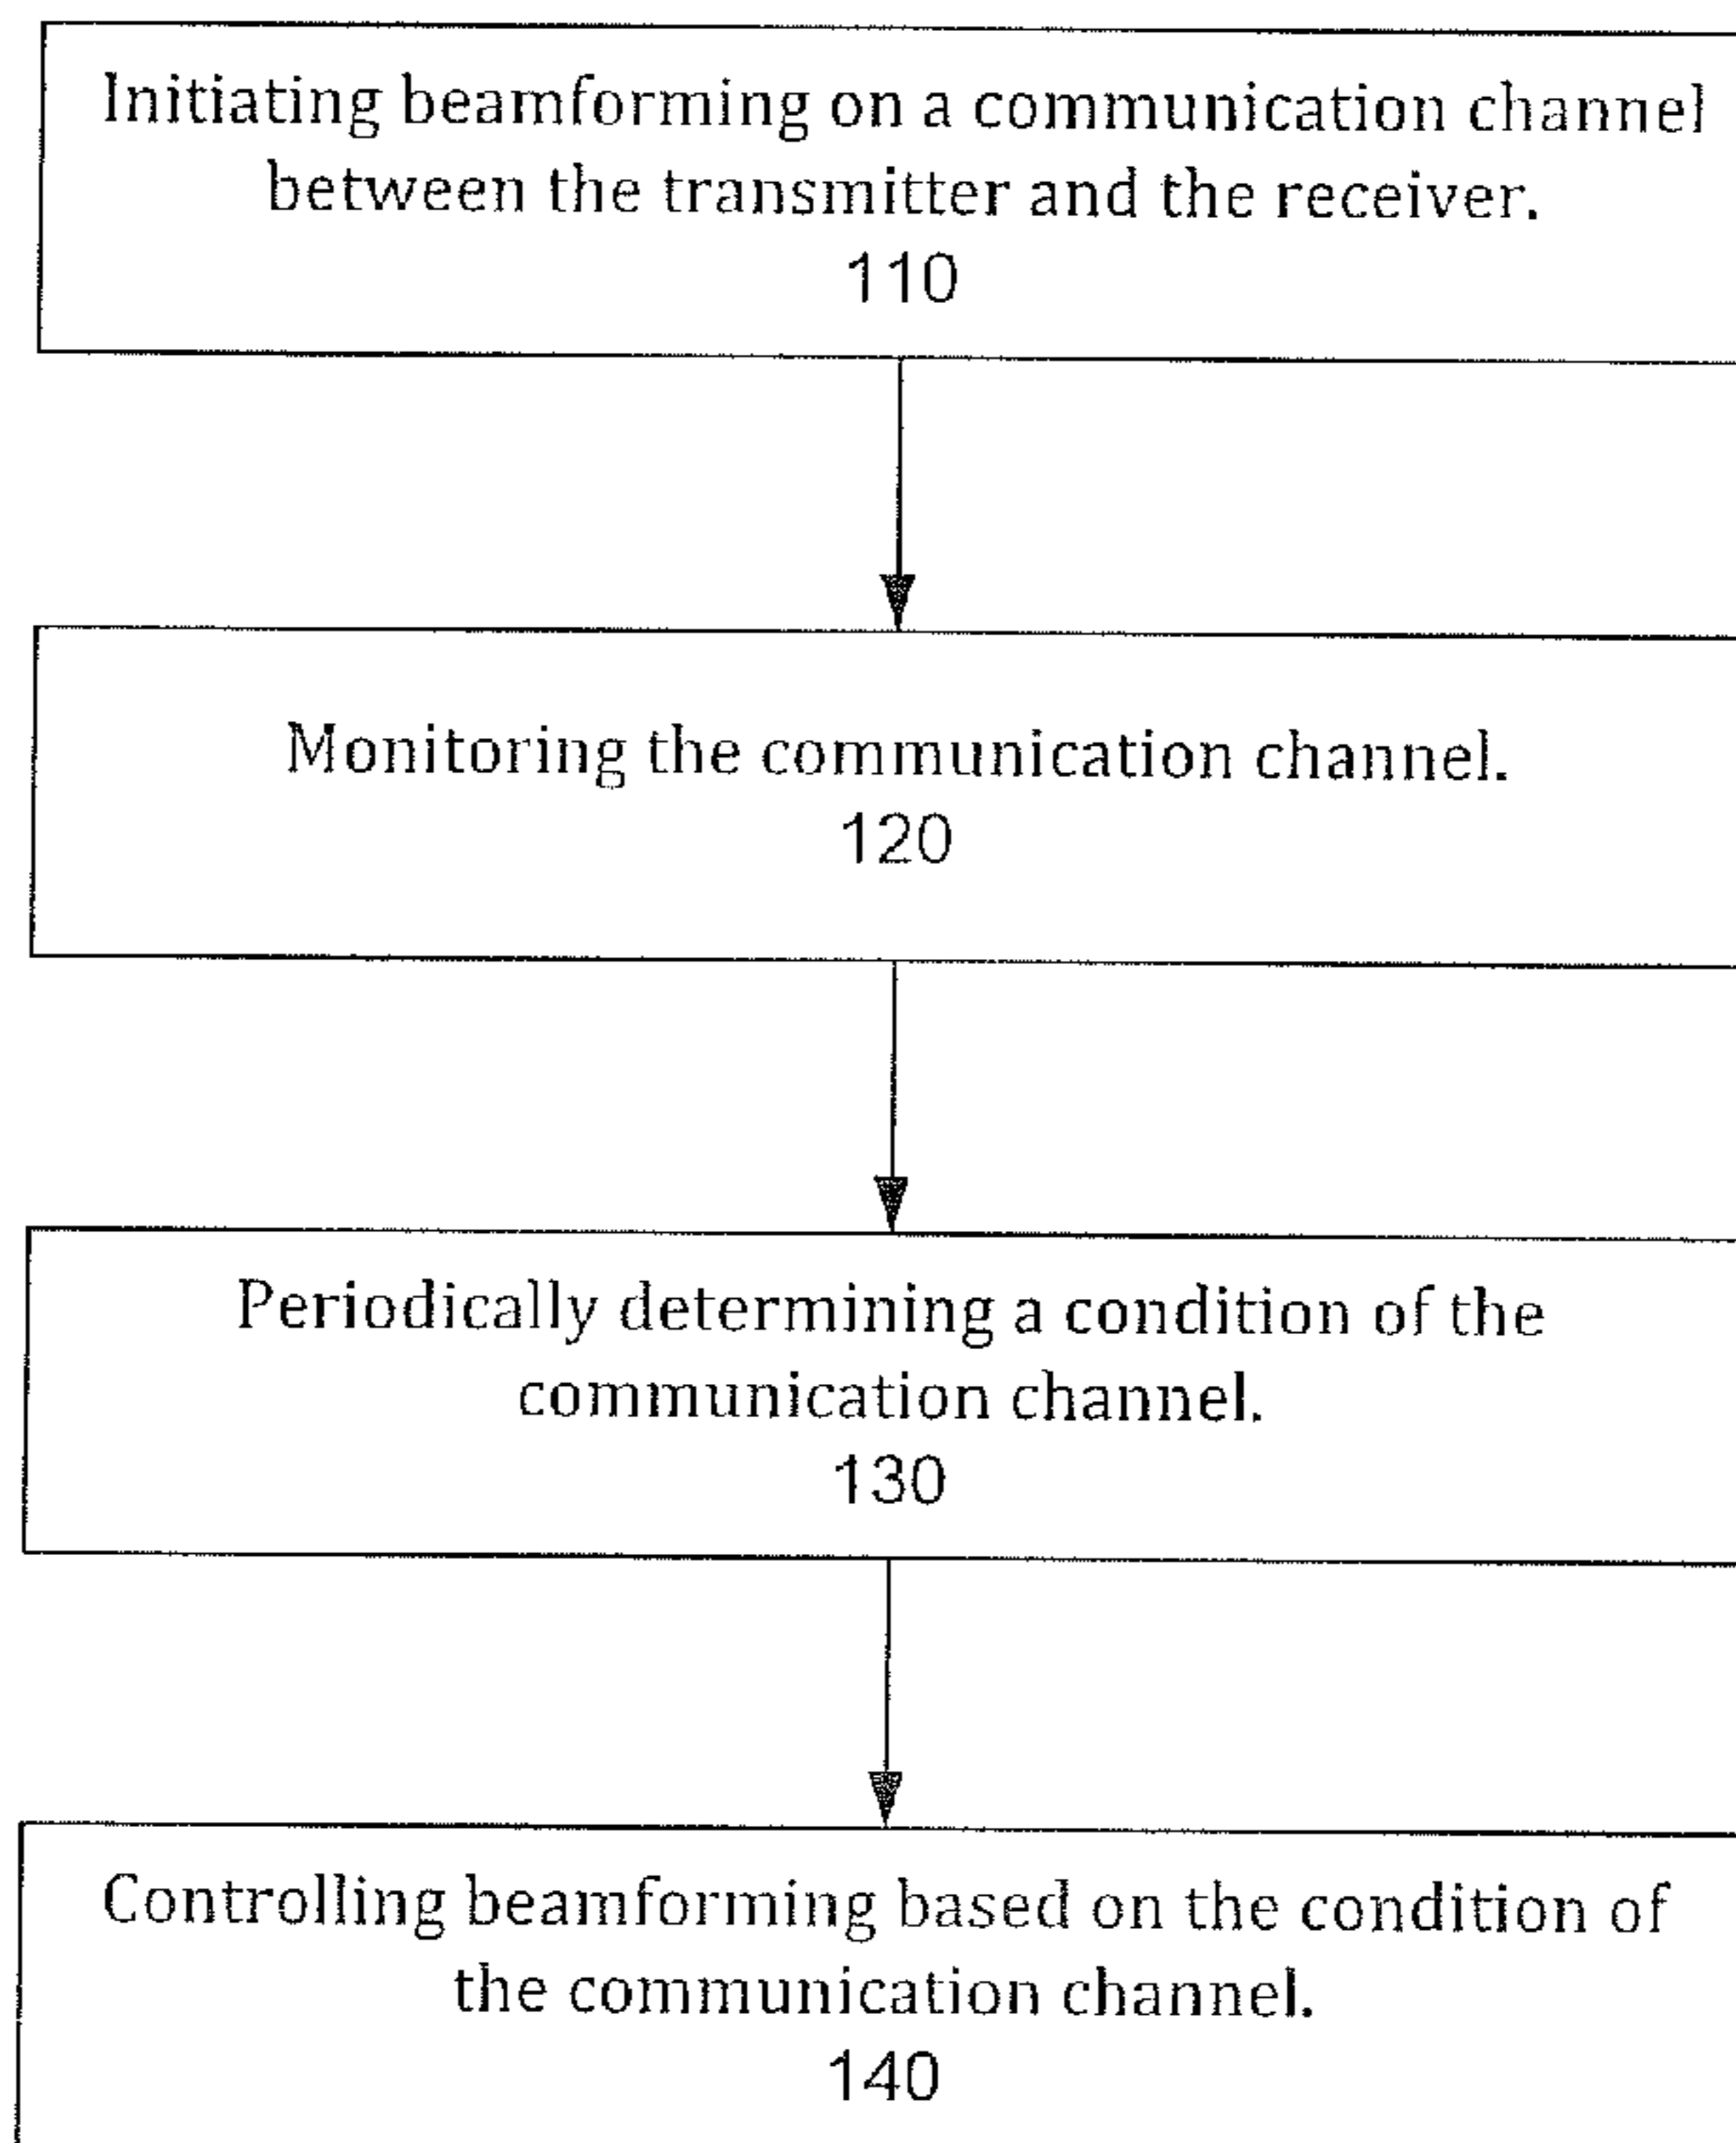 Initiating beamforming on a communication channel
between the transmitter and the receiver.
110
Monitoring the communication channel.
120
Periodically determining a condition of the
communication channel.
130
Controlling beamforming based on the condition of
the communication channel.
140